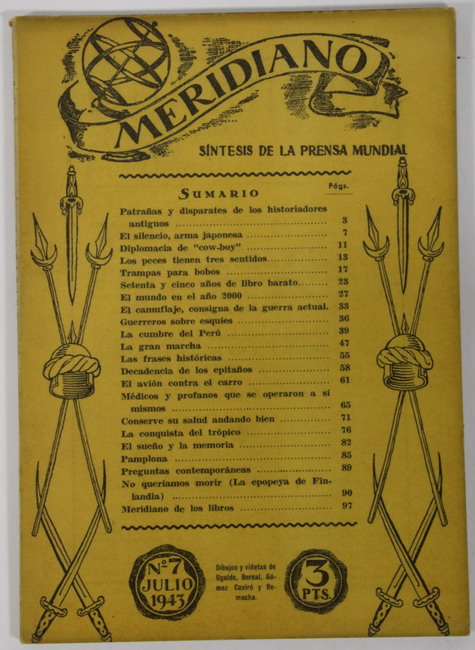 MERIDIANO
SÍNTESIS DE LA PRENSA MUNDIAL
SUMARIO Págs.
Patrañas y disparates de los historiadores
antiguos ........ 3
El silencio, arma japonesa ........ 7
Diplomacia de "cow-boy" ........ 11
Los peces tienen tres sentidos ........ 13
Trampas para bobos ........ 17
Setenta y cinco años de libro barato ........ 23
El mundo en el año 2000 ........ 27
El camuflaje, consigna de la guerra actual. 33
Guerreros sobre esquíes ........ 36
La cumbre del Perú ........ 39
La gran marcha ........ 47
Las frases históricas ........ 55
Decadencia de los epitafios ........ 58
El avión contra el carro ........ 61
Médicos y profanos que se operaron a sí
mismos ........ 65
Conserve su salud andando bien ........ 71
La conquista del trópico ........ 76
El sueño y la memoria ........ 82
Pamplona ........ 85
Preguntas contemporáneas ........ 89
No queríamos morir (La epopeya de Fin-
landia) ........ 90
Meridiano de los libros ........ 97
Nº 7
JULIO
1943
Dibujos y viñetas de
Ugalde, Bernal, Gó-
mez Caviró y Re-
macha.
3
PTS.